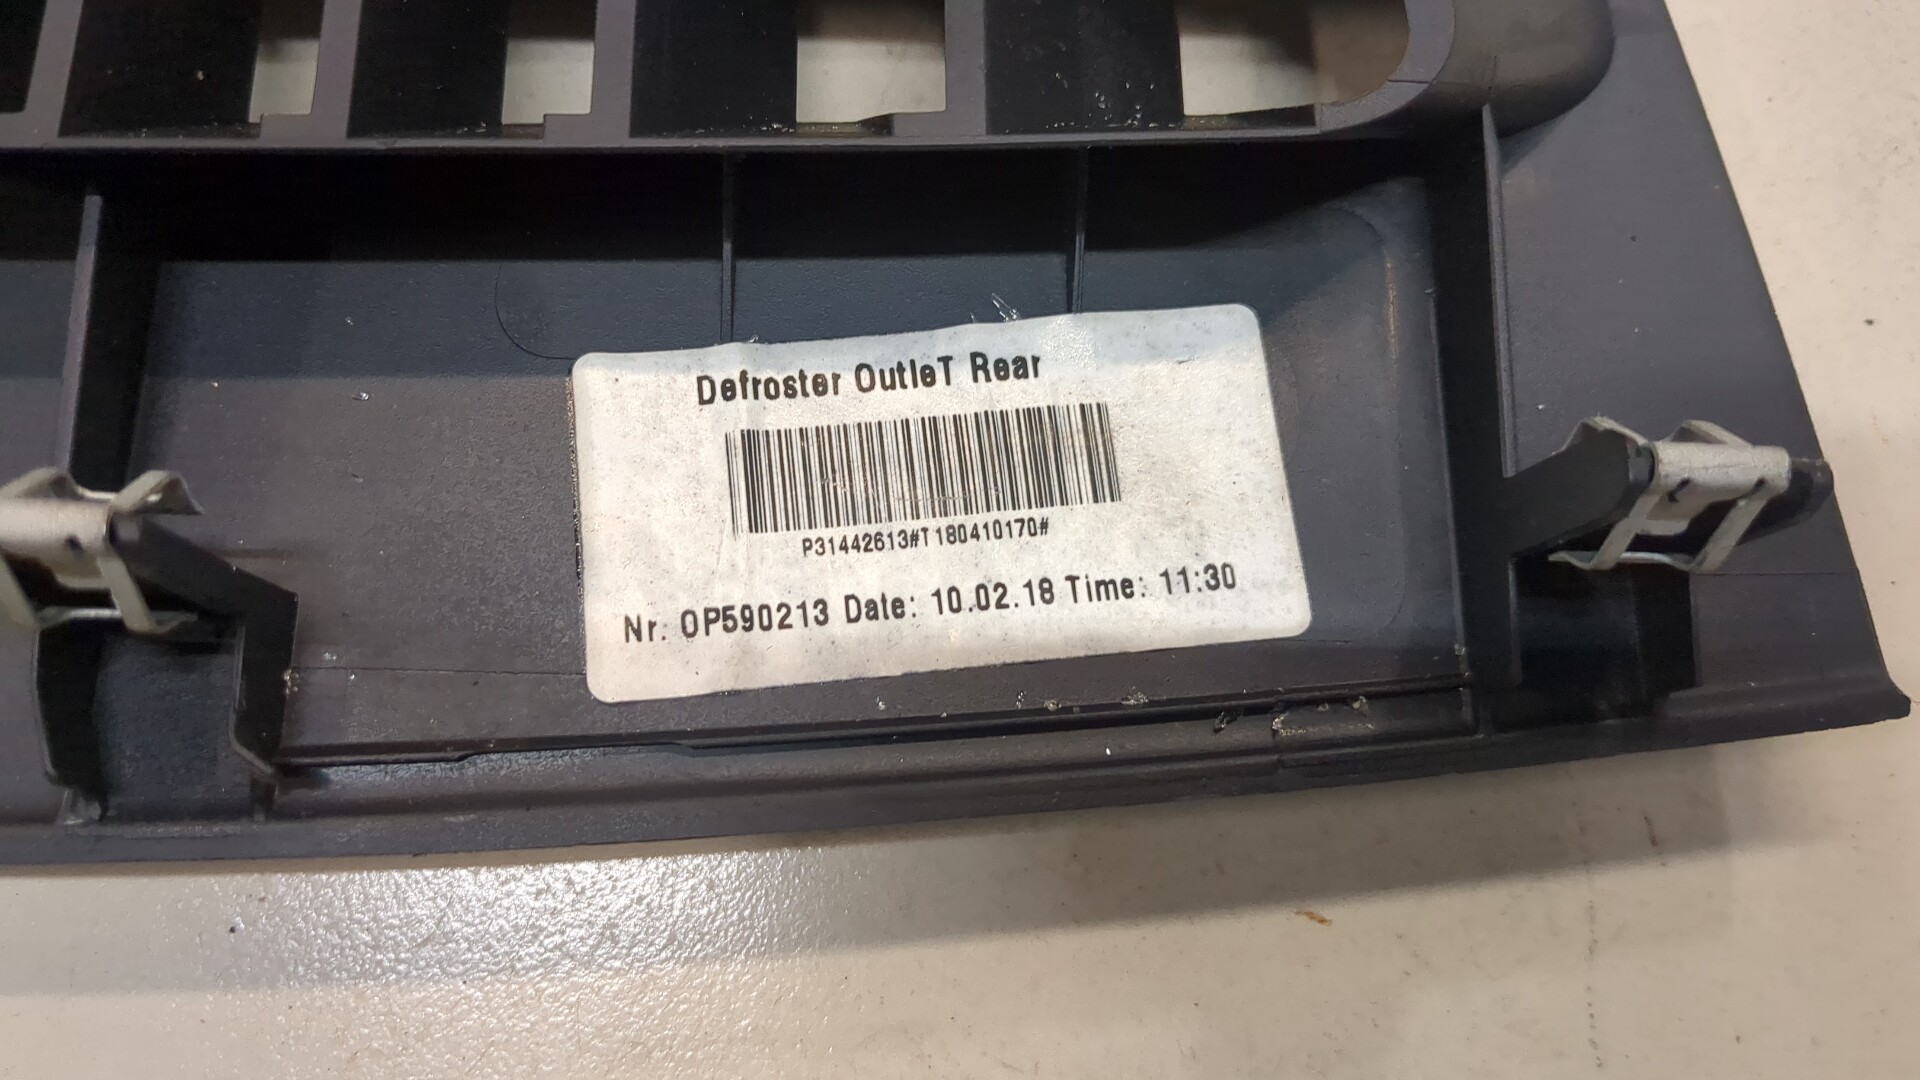 Defroster OutleT Rear
P31442613#T180410170#
Nr: OP590213 Date: 10.02.18 Time: 11:30